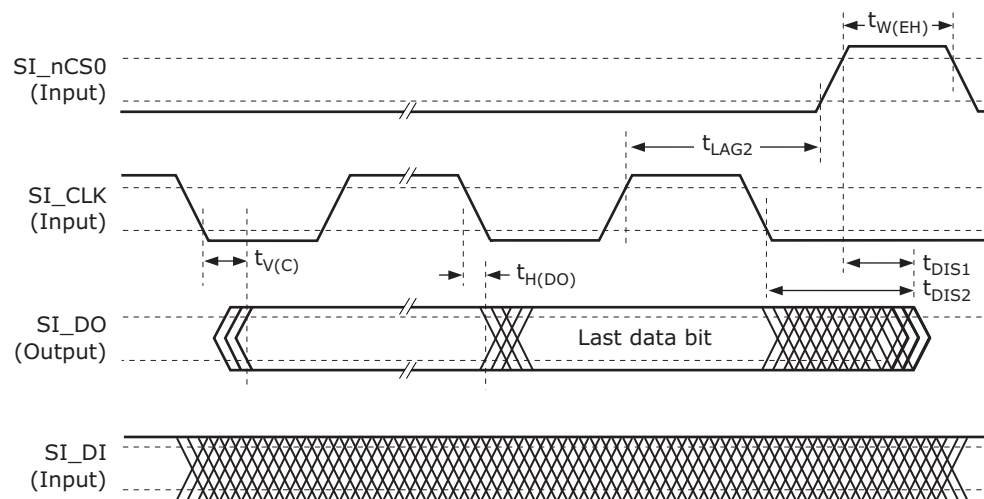 tW(EH)
SI_nCS0
(Input)
tLAG2
SI_CLK
(Input)
tV(C)
tH(DO)
tDIS1
tDIS2
SI_DO
(Output)
Last data bit
SI_DI
(Input)